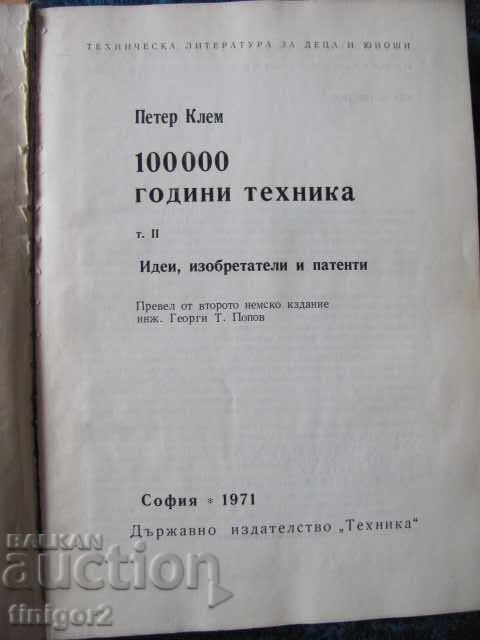 ТЕХНИЧЕСКА ЛИТЕРАТУРА ЗА ДЕЦА И ЮНОШИ
Петер Клем
100 000
години техника
т. II
Идеи, изобретатели и патенти
Превел от второто немско кздание
инж. Георги Т. Попов
София * 1971
Държавно издателство „Техника“
BALKAN
auction
finigor2